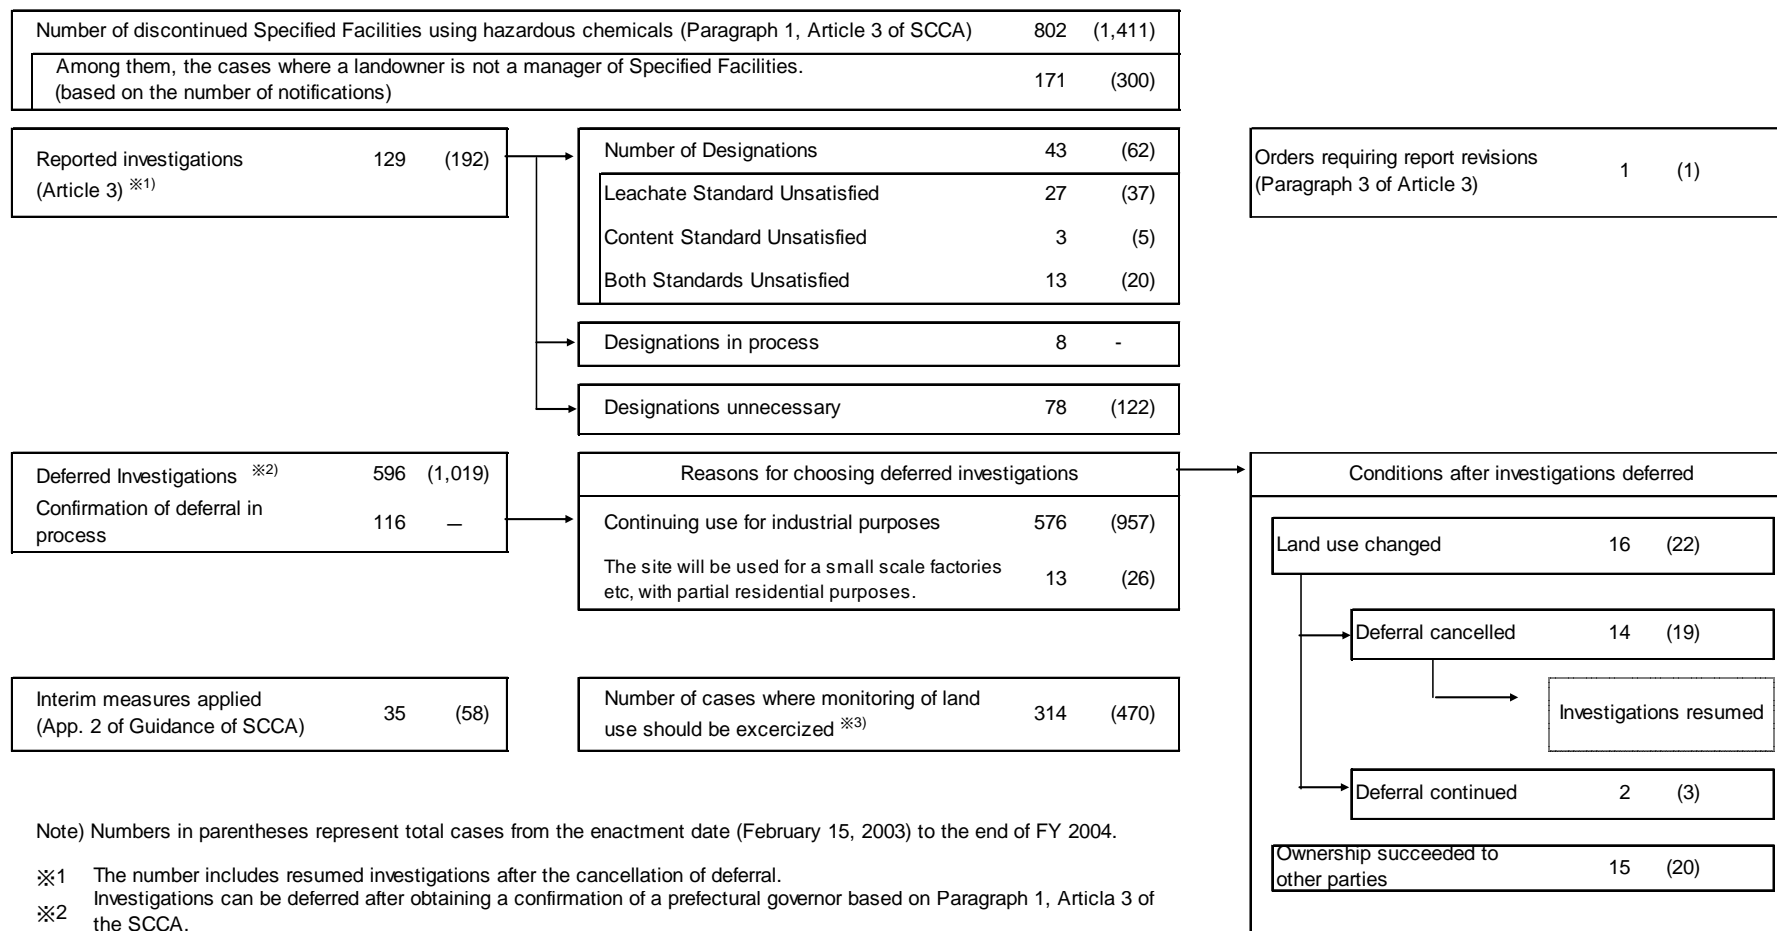 Number of discontinued Specified Facilities using hazardous chemicals (Paragraph 1, Article 3 of SCCA) 802 (1,411)
Among them, the cases where a landowner is not a manager of Specified Facilities.
(based on the number of notifications) 171 (300)
Reported investigations
(Article 3) ※1) 129 (192)
Number of Designations 43 (62)
Leachate Standard Unsatisfied 27 (37)
Content Standard Unsatisfied 3 (5)
Both Standards Unsatisfied 13 (20)
Orders requiring report revisions
(Paragraph 3 of Article 3) 1 (1)
Designations in process 8 -
Designations unnecessary 78 (122)
Deferred Investigations ※2) 596 (1,019)
Confirmation of deferral in
process 116 —
Reasons for choosing deferred investigations
Continuing use for industrial purposes 576 (957)
The site will be used for a small scale factories
etc, with partial residential purposes. 13 (26)
Conditions after investigations deferred
Land use changed 16 (22)
Deferral cancelled 14 (19)
Investigations resumed
Deferral continued 2 (3)
Ownership succeeded to
other parties 15 (20)
Interim measures applied
(App. 2 of Guidance of SCCA) 35 (58)
Number of cases where monitoring of land
use should be excercized ※3) 314 (470)
Note) Numbers in parentheses represent total cases from the enactment date (February 15, 2003) to the end of FY 2004.
※1 The number includes resumed investigations after the cancellation of deferral.
※2 Investigations can be deferred after obtaining a confirmation of a prefectural governor based on Paragraph 1, Articla 3 of
the SCCA.